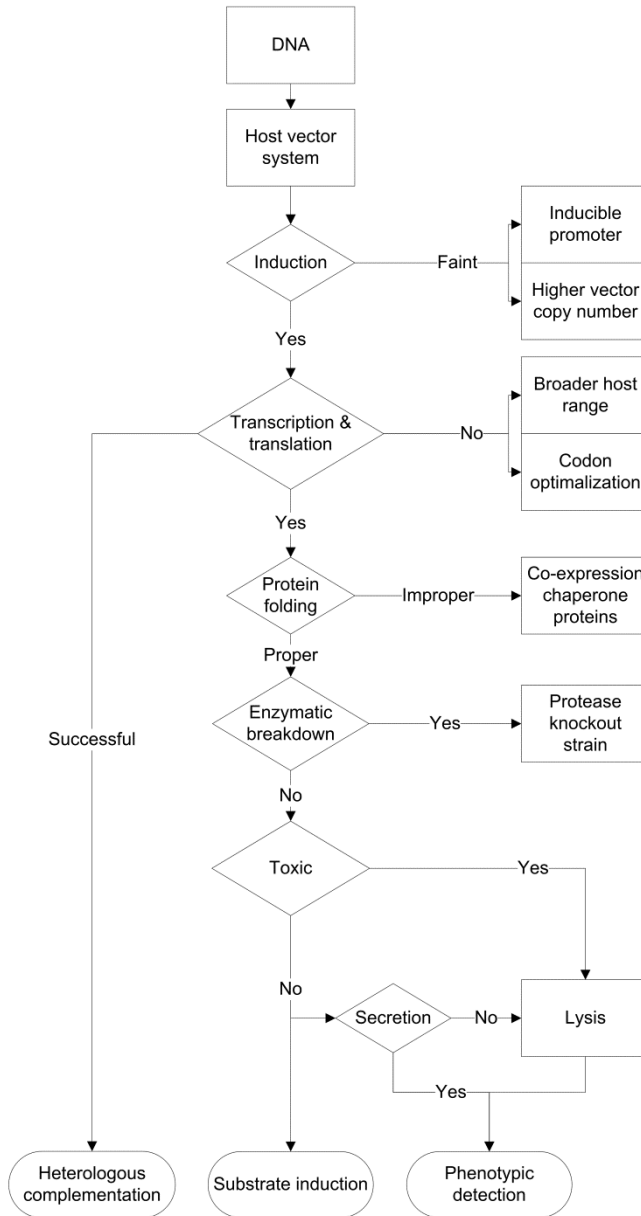 DNA
Host vector
system
Induction
Faint
Inducible
promoter
Higher vector
copy number
Yes
Transcription &
translation
No
Broader host
range
Codon
optimalization
Yes
Protein
folding
Improper
Co-expression
chaperone
proteins
Proper
Enzymatic
breakdown
Yes
Protease
knockout
strain
Successful
No
Toxic
Yes
No
Secretion
No
Lysis
Yes
Heterologous
complementation
Substrate induction
Phenotypic
detection